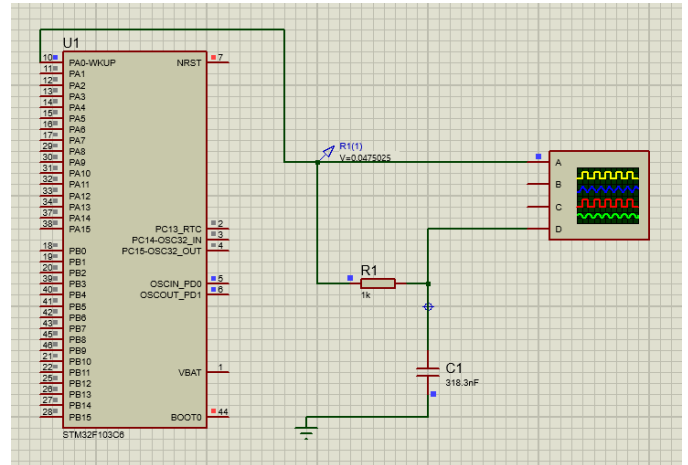 U1
10 PA0-WKUP NRST 7
11 PA1
12 PA2
13 PA3
14 PA4
15 PA5
16 PA6
17 PA7
29 PA8
30 PA9
31 PA10
32 PA11
33 PA12
34 PA13
37 PA14
38 PA15 PC13_RTC 2
PC14-OSC32_IN 3
18 PB0 PC15-OSC32_OUT 4
19 PB1
20 PB2
39 PB3 OSCIN_PD0 5
40 PB4 OSCOUT_PD1 6
41 PB5
42 PB6
43 PB7
45 PB8
46 PB9
21 PB10
22 PB11 VBAT 1
25 PB12
26 PB13
27 PB14
28 PB15 BOOT0 44
STM32F103C6
R1(1)
V=0.0475025
A
B
C
D
R1
1k
C1
318.3nF